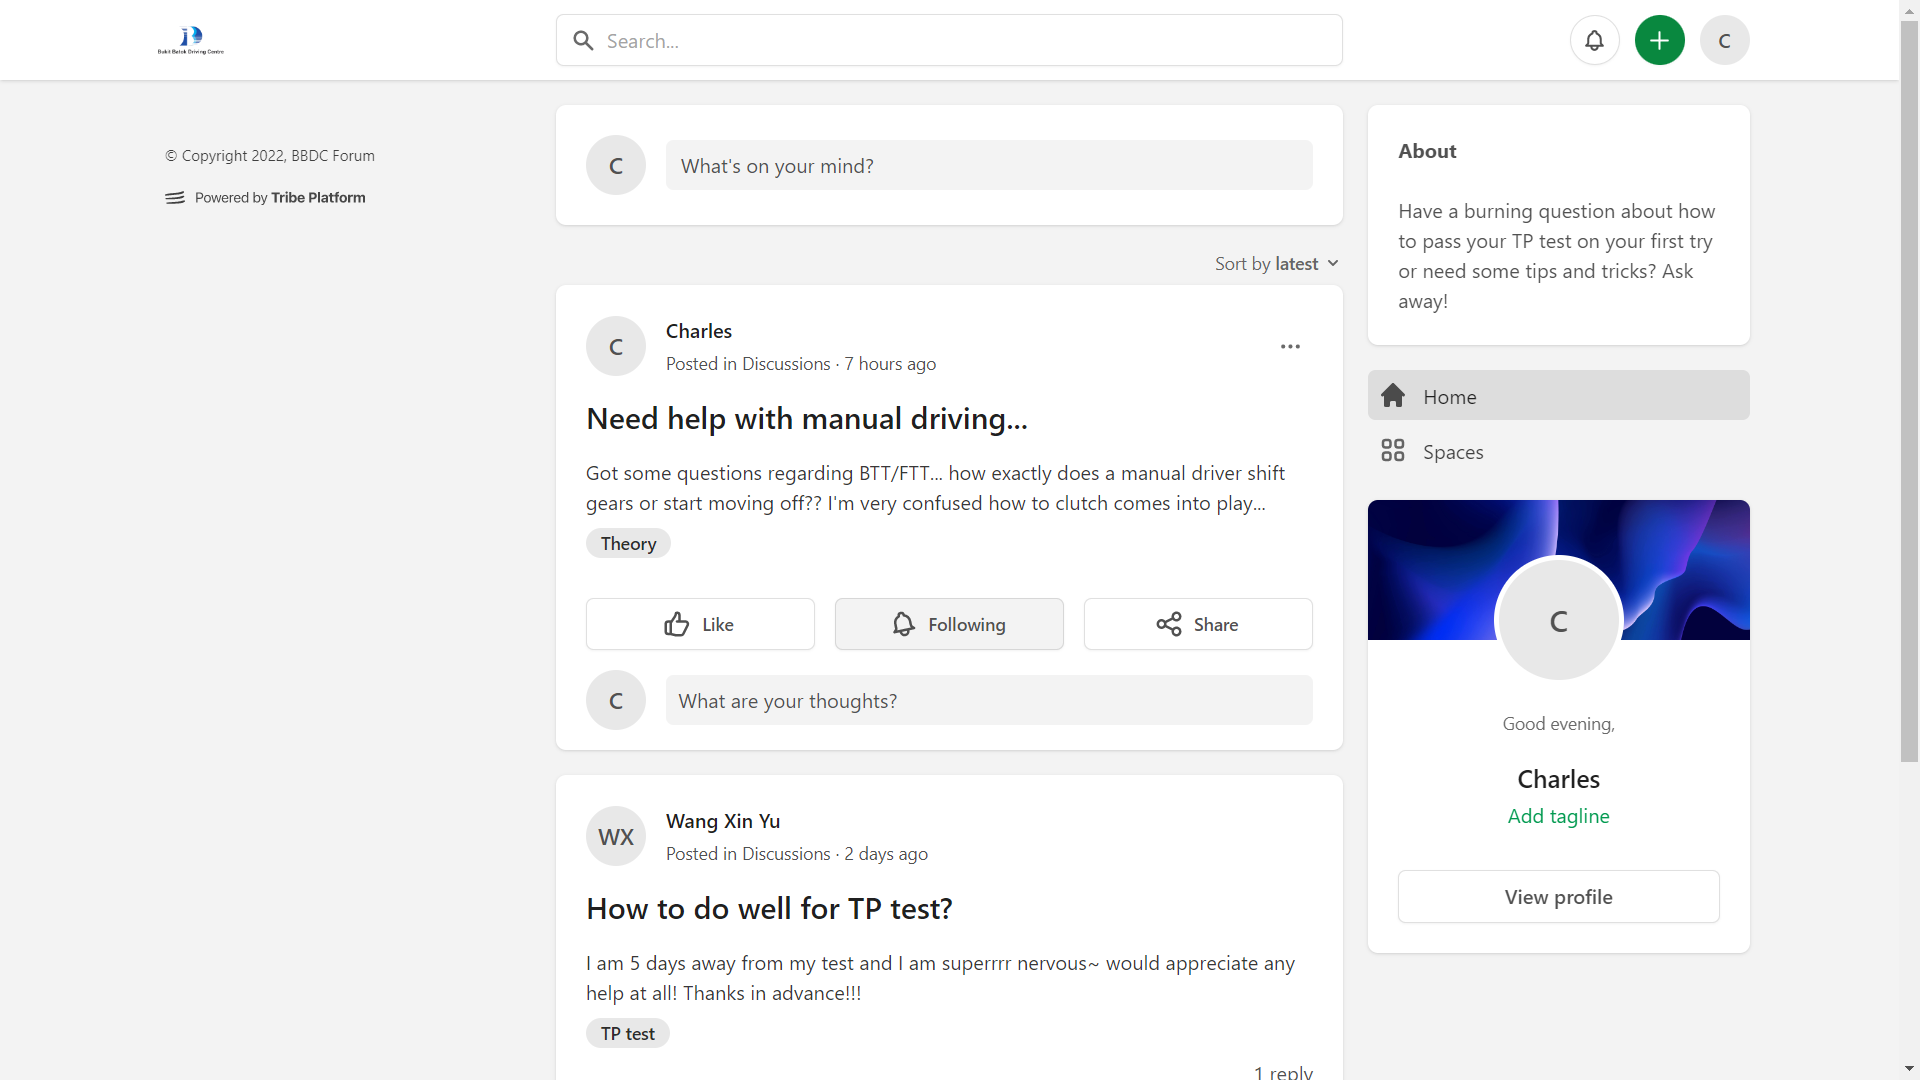 Bukit Batok Driving Centre
Search...
C
© Copyright 2022, BBDC Forum
Powered by Tribe Platform
C
What's on your mind?
Sort by latest
C
Charles
Posted in Discussions · 7 hours ago
Need help with manual driving...
Got some questions regarding BTT/FTT... how exactly does a manual driver shift
gears or start moving off?? I'm very confused how to clutch comes into play...
Theory
Like
Following
Share
C
What are your thoughts?
WX
Wang Xin Yu
Posted in Discussions · 2 days ago
How to do well for TP test?
I am 5 days away from my test and I am superrrr nervous~ would appreciate any
help at all! Thanks in advance!!!
TP test
1 reply
About
Have a burning question about how
to pass your TP test on your first try
or need some tips and tricks? Ask
away!
Home
Spaces
C
Good evening,
Charles
Add tagline
View profile